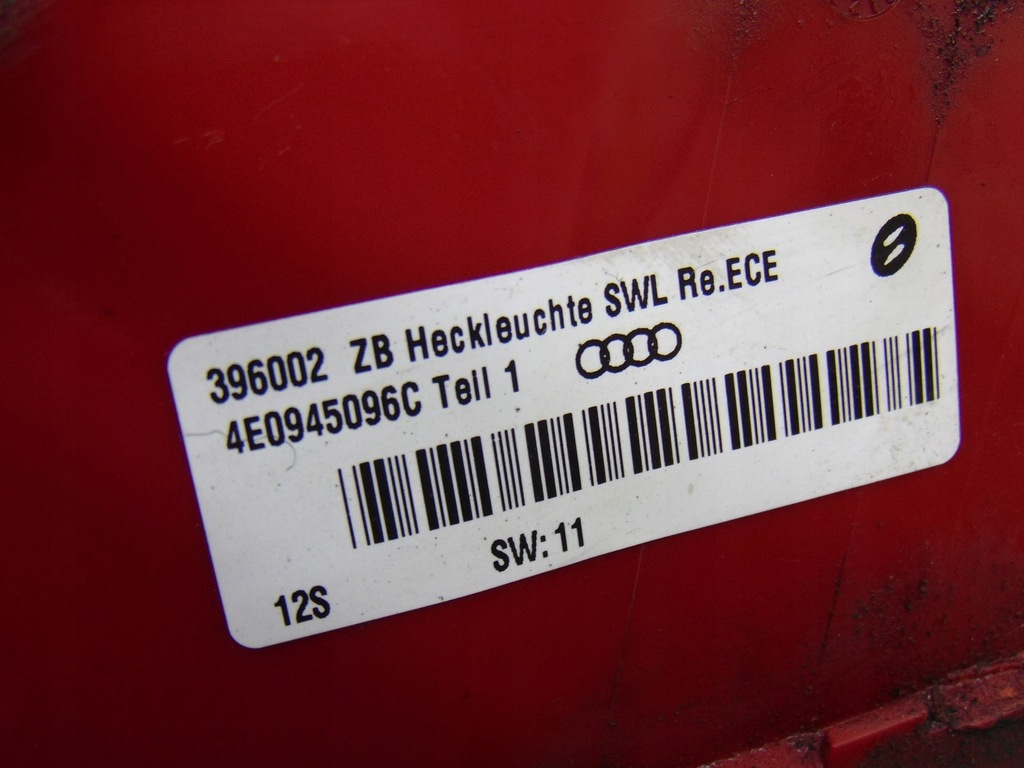 396002 ZB Heckleuchte SWL Re.ECE
4E0945096C Teil 1
SW: 11
12S